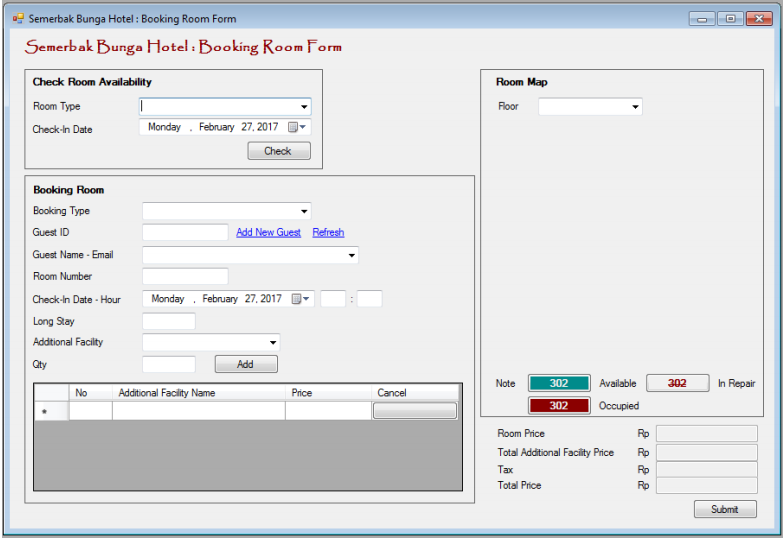 Semerbak Bunga Hotel : Booking Room Form
Semerbak Bunga Hotel : Booking Room Form
Check Room Availability
Room Type
Check-In Date Monday , February 27, 2017
Check
Booking Room
Booking Type
Guest ID Add New Guest Refresh
Guest Name - Email
Room Number
Check-In Date - Hour Monday , February 27, 2017 :
Long Stay
Additional Facility
Qty Add
No Additional Facility Name Price Cancel
*
Room Map
Floor
Note 302 Available 302 In Repair
302 Occupied
Room Price Rp
Total Additional Facility Price Rp
Tax Rp
Total Price Rp
Submit